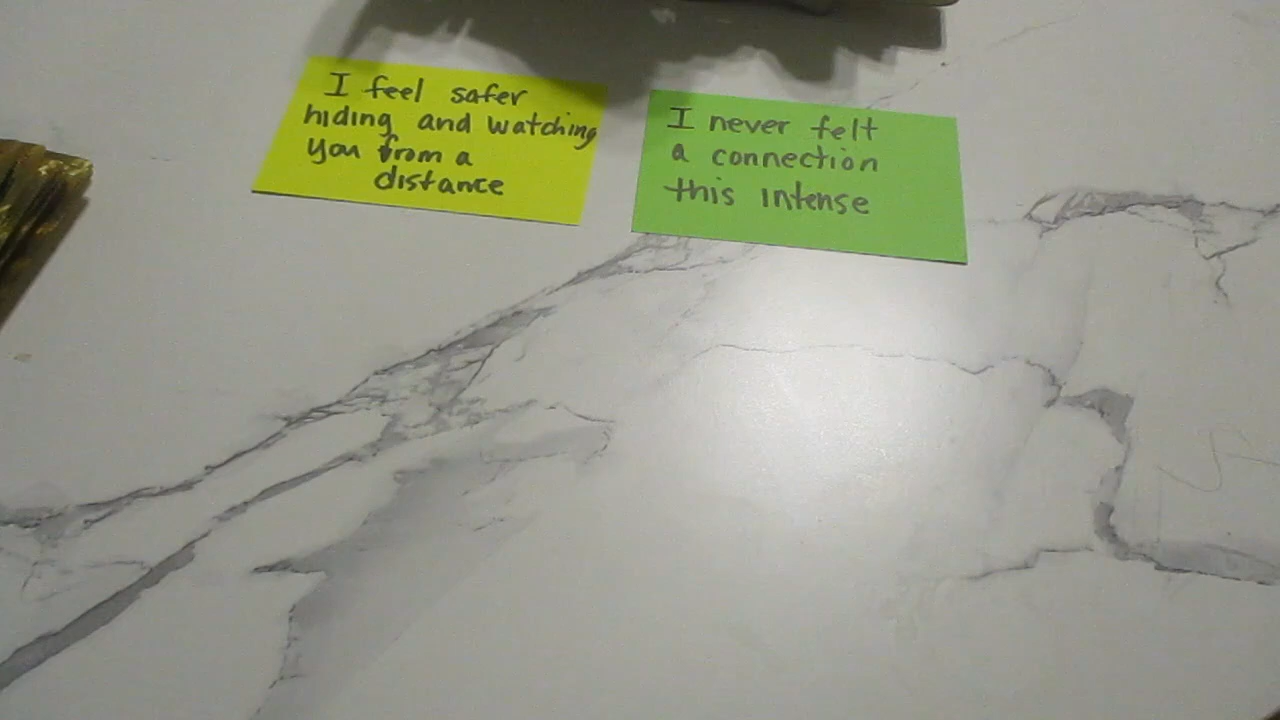 I feel safer
hiding and watching
you from a
distance
I never felt
a connection
this intense